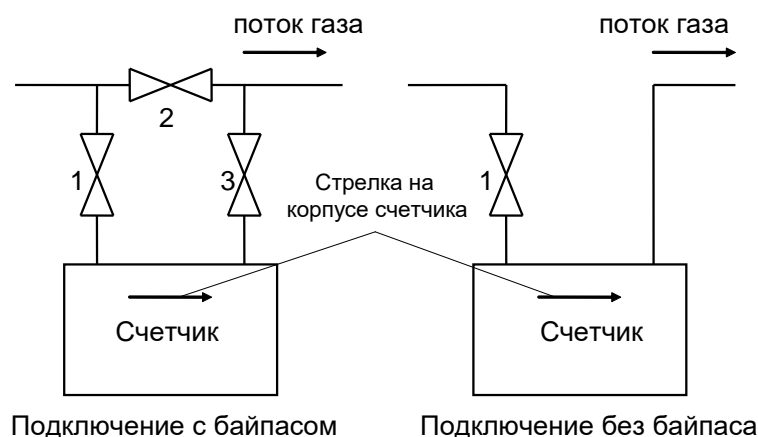 поток газа
поток газа
2
1
3
1
Стрелка на
корпусе счетчика
Счетчик
Счетчик
Подключение с байпасом
Подключение без байпаса